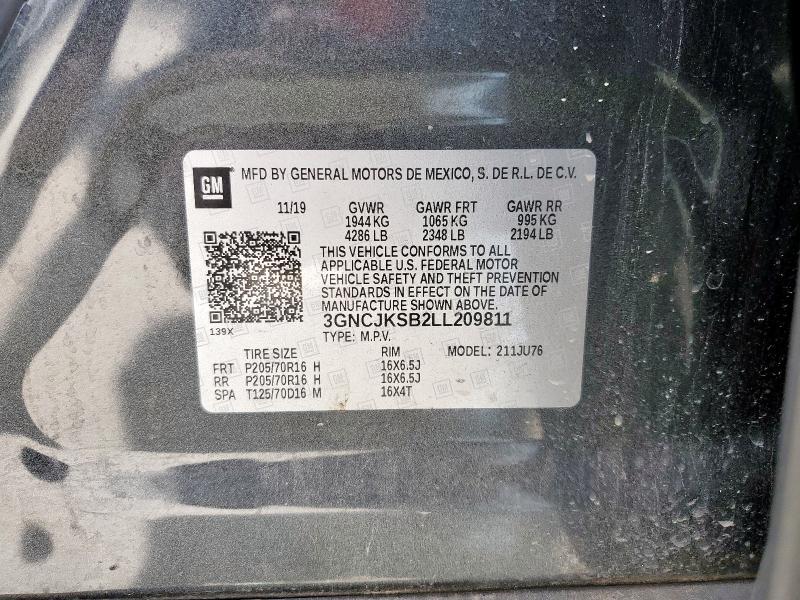 GM MFD BY GENERAL MOTORS DE MEXICO, S. DE R.L. DE C.V.
11/19 GVWR GAWR FRT GAWR RR
1944 KG 1065 KG 995 KG
4286 LB 2348 LB 2194 LB
THIS VEHICLE CONFORMS TO ALL
APPLICABLE U.S. FEDERAL MOTOR
VEHICLE SAFETY AND THEFT PREVENTION
STANDARDS IN EFFECT ON THE DATE OF
MANUFACTURE SHOWN ABOVE.
3GNCJKSB2LL209811
139X
TYPE: M.P.V.
TIRE SIZE RIM MODEL: 211JU76
FRT P205/70R16 H 16X6.5J
RR P205/70R16 H 16X6.5J
SPA T125/70D16 M 16X4T